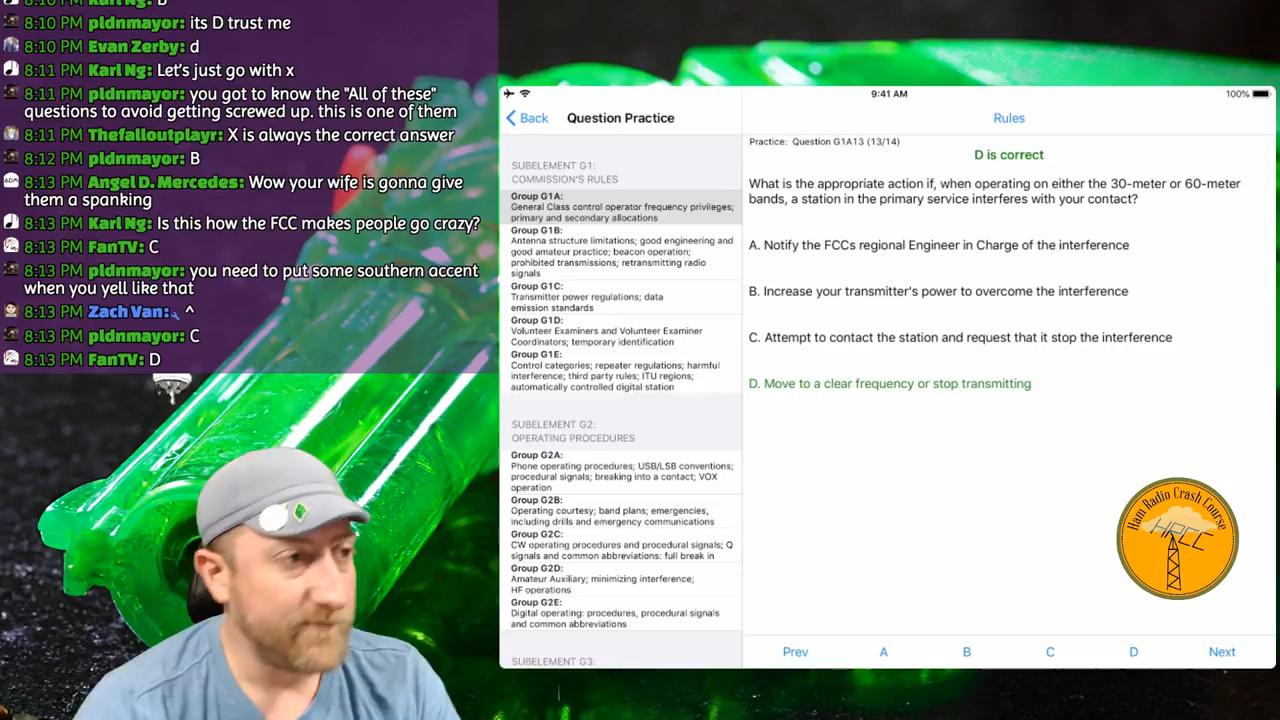 8:10 PM Karl Ng: B
8:10 PM pldnmayor: its D trust me
8:10 PM Evan Zerby: d
8:11 PM Karl Ng: Let's just go with x
8:11 PM pldnmayor: you got to know the "All of these"
questions to avoid getting screwed up. this is one of them
8:11 PM Thefalloutplayr: X is always the correct answer
8:12 PM pldnmayor: B
8:13 PM Angel D. Mercedes: Wow your wife is gonna give
them a spanking
8:13 PM Karl Ng: Is this how the FCC makes people go crazy?
8:13 PM FanTV: C
8:13 PM pldnmayor: you need to put some southern accent
when you yell like that
8:13 PM Zach Van: ^
8:13 PM pldnmayor: C
8:13 PM FanTV: D
9:41 AM
100%
Back
Question Practice
Rules
SUBELEMENT G1:
COMMISSION'S RULES
Group G1A:
General Class control operator frequency privileges;
primary and secondary allocations
Group G1B:
Antenna structure limitations; good engineering and
good amateur practice; beacon operation;
prohibited transmissions; retransmitting radio
signals
Group G1C:
Transmitter power regulations; data
emission standards
Group G1D:
Volunteer Examiners and Volunteer Examiner
Coordinators; temporary identification
Group G1E:
Control categories; repeater regulations; harmful
interference; third party rules; ITU regions;
automatically controlled digital station
SUBELEMENT G2:
OPERATING PROCEDURES
Group G2A:
Phone operating procedures; USB/LSB conventions;
procedural signals; breaking into a contact; VOX
operation
Group G2B:
Operating courtesy; band plans; emergencies,
including drills and emergency communications
Group G2C:
CW operating procedures and procedural signals; Q
signals and common abbreviations: full break in
Group G2D:
Amateur Auxiliary; minimizing interference;
HF operations
Group G2E:
Digital operating: procedures, procedural signals
and common abbreviations
SUBELEMENT G3:
Practice: Question G1A13 (13/14)
D is correct
What is the appropriate action if, when operating on either the 30-meter or 60-meter
bands, a station in the primary service interferes with your contact?
A. Notify the FCCs regional Engineer in Charge of the interference
B. Increase your transmitter's power to overcome the interference
C. Attempt to contact the station and request that it stop the interference
D. Move to a clear frequency or stop transmitting
Ham Radio Crash Course
HRCC
Prev
A
B
C
D
Next